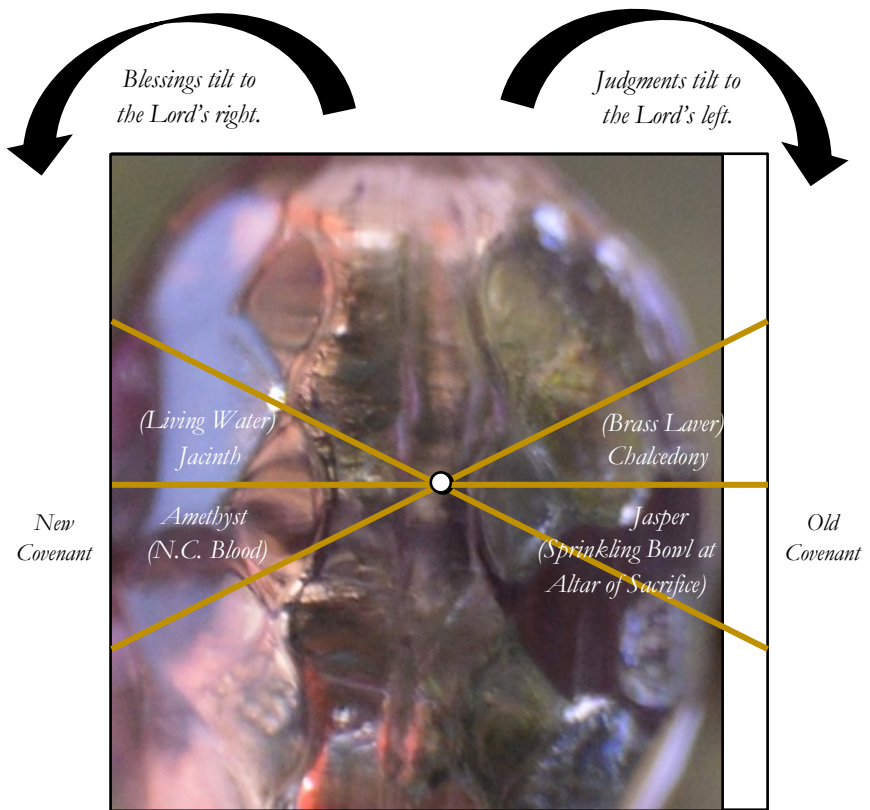 Blessings tilt to
the Lord's right.
Judgments tilt to
the Lord's left.
(Living Water)
Jacinth
(Brass Laver)
Chalcedony
Amethyst
(N.C. Blood)
Jasper
(Sprinkling Bowl at
Altar of Sacrifice)
New
Covenant
Old
Covenant